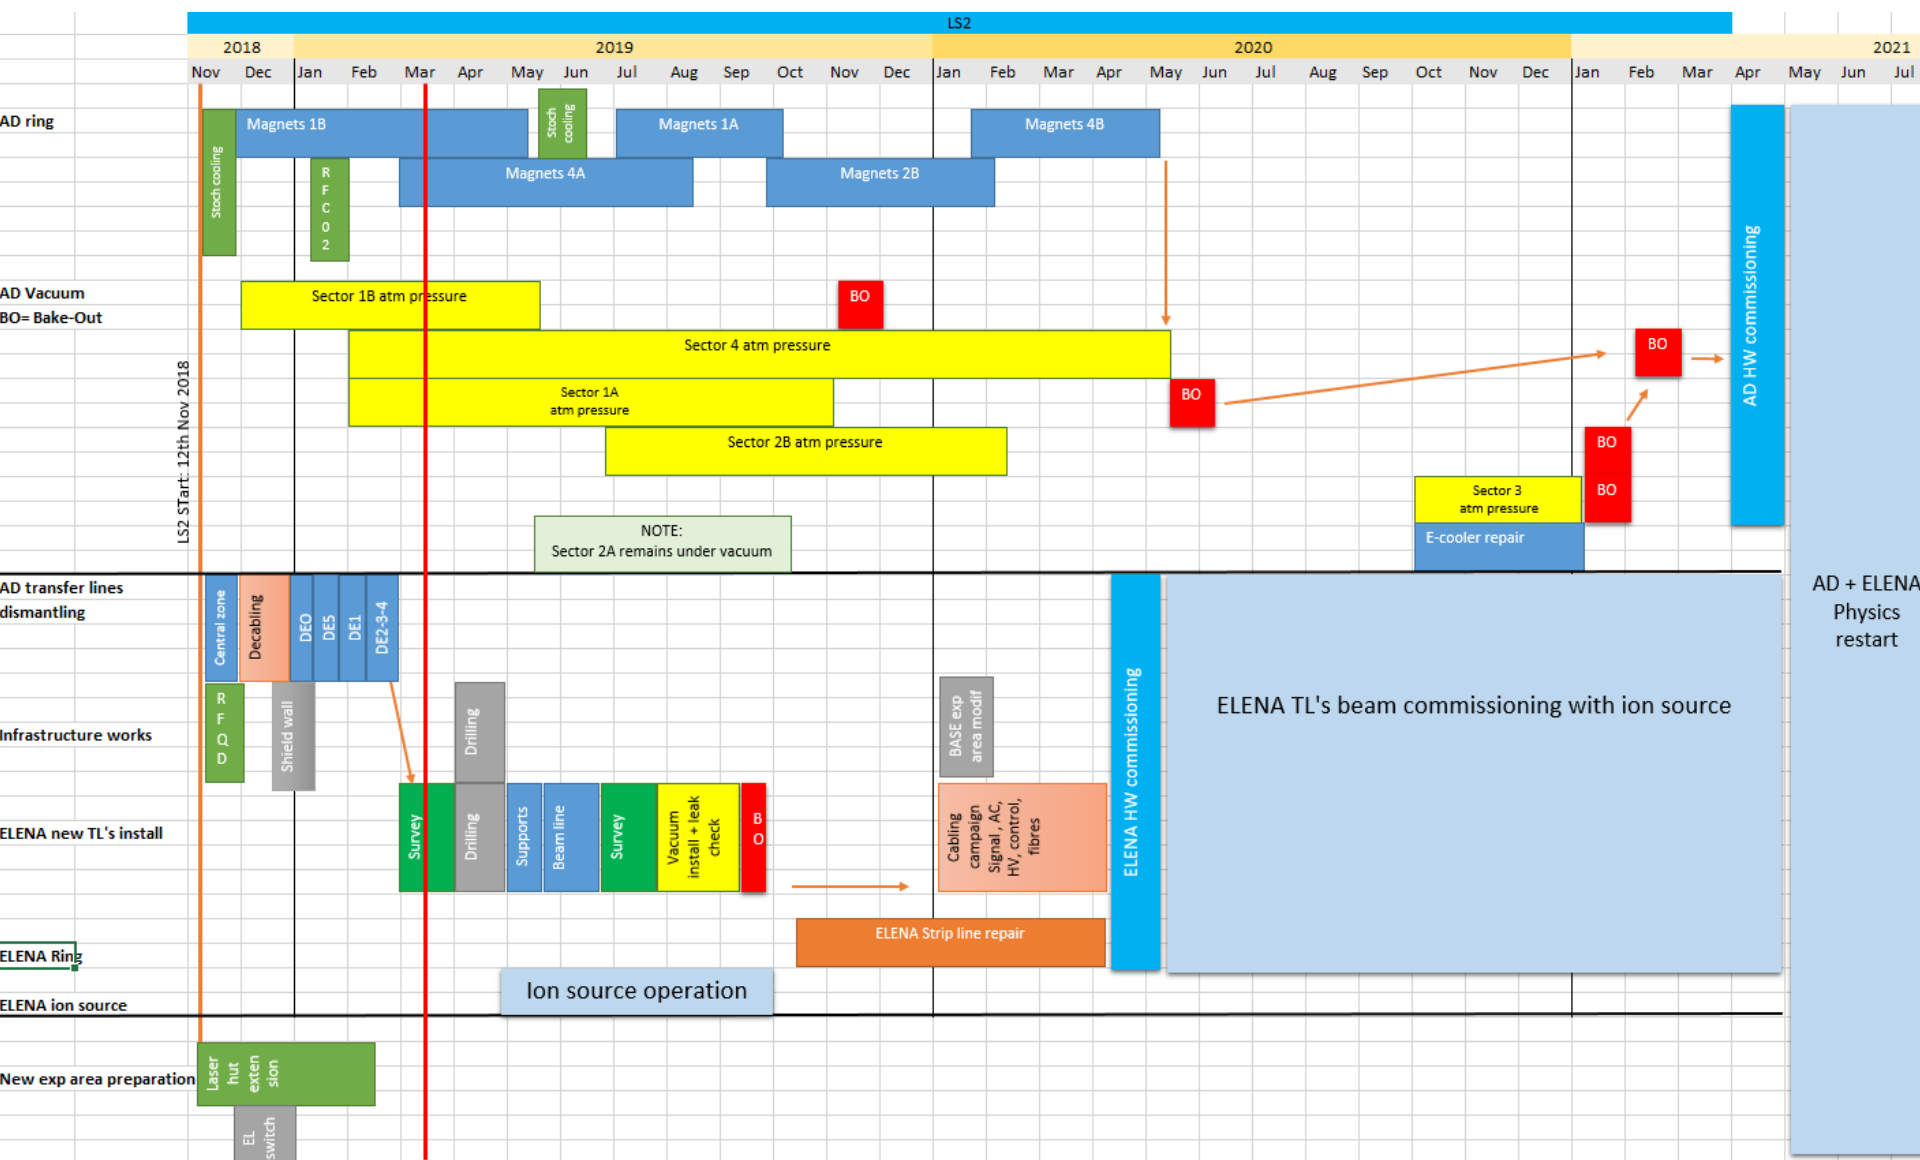 LS2
2018 2019 2020 2021
Nov Dec Jan Feb Mar Apr May Jun Jul Aug Sep Oct Nov Dec Jan Feb Mar Apr May Jun Jul Aug Sep Oct Nov Dec Jan Feb Mar Apr May Jun Jul
AD ring
Stoch cooling
Magnets 1B
Stoch
cooling
Magnets 1A
Magnets 4B
R
F
C
0
2
Magnets 4A
Magnets 2B
AD Vacuum
BO= Bake-Out
Sector 1B atm pressure
BO
Sector 4 atm pressure
BO
Sector 1A
atm pressure
BO
Sector 2B atm pressure
BO
Sector 3
atm pressure
BO
E-cooler repair
NOTE:
Sector 2A remains under vacuum
LS2 STart: 12th Nov 2018
AD HW commissioning
AD + ELENA
Physics
restart
AD transfer lines
dismantling
Central zone
Decabling
DE0
DE5
DE1
DE2-3-4
Infrastructure works
R
F
Q
D
Shield wall
Drilling
BASE exp
area modif
ELENA HW commissioning
ELENA TL's beam commissioning with ion source
ELENA new TL's install
Survey
Drilling
Supports
Beam line
Survey
Vacuum
install + leak
check
B
O
Cabling
campaign
Signal , AC,
HV, control,
fibres
ELENA Ring
ELENA Strip line repair
ELENA ion source
Ion source operation
New exp area preparation
Laser
hut
exten
sion
EL
switch